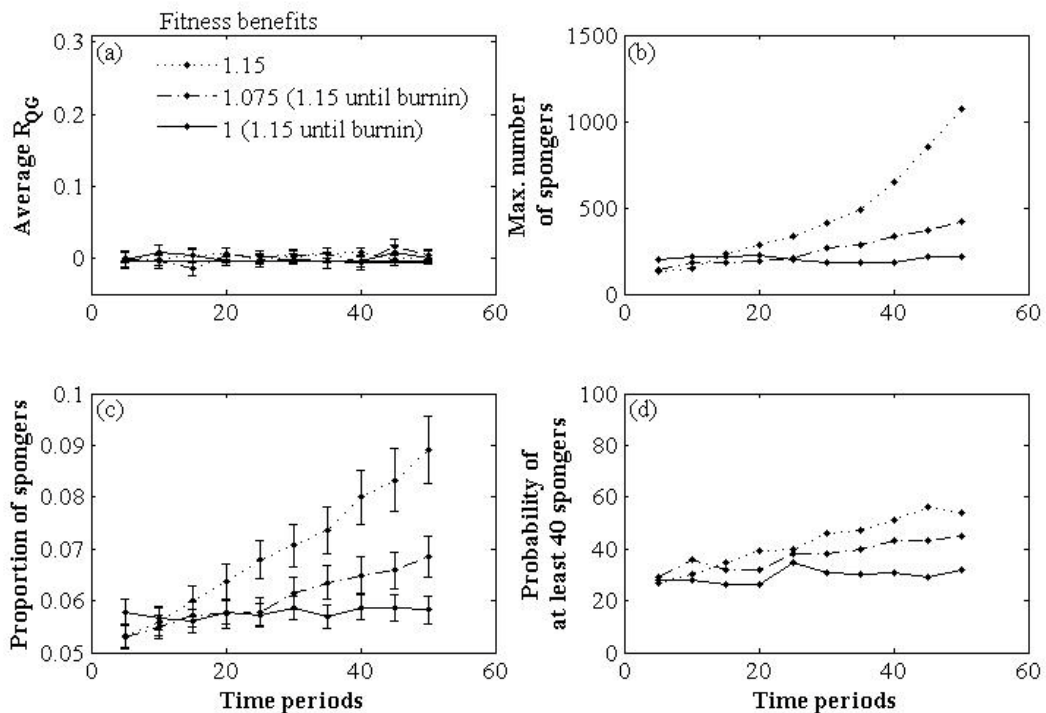 Fitness benefits
(a)
1.15
1.075 (1.15 until burnin)
1 (1.15 until burnin)
Average RQG
0.3
0.2
0.1
0
0
20
40
60
(b)
Max. number
of spongers
1500
1000
500
0
0
20
40
60
(c)
Proportion of spongers
0.1
0.09
0.08
0.07
0.06
0.05
0
20
40
60
Time periods
(d)
Probability of
at least 40 spongers
100
80
60
40
20
0
0
20
40
60
Time periods